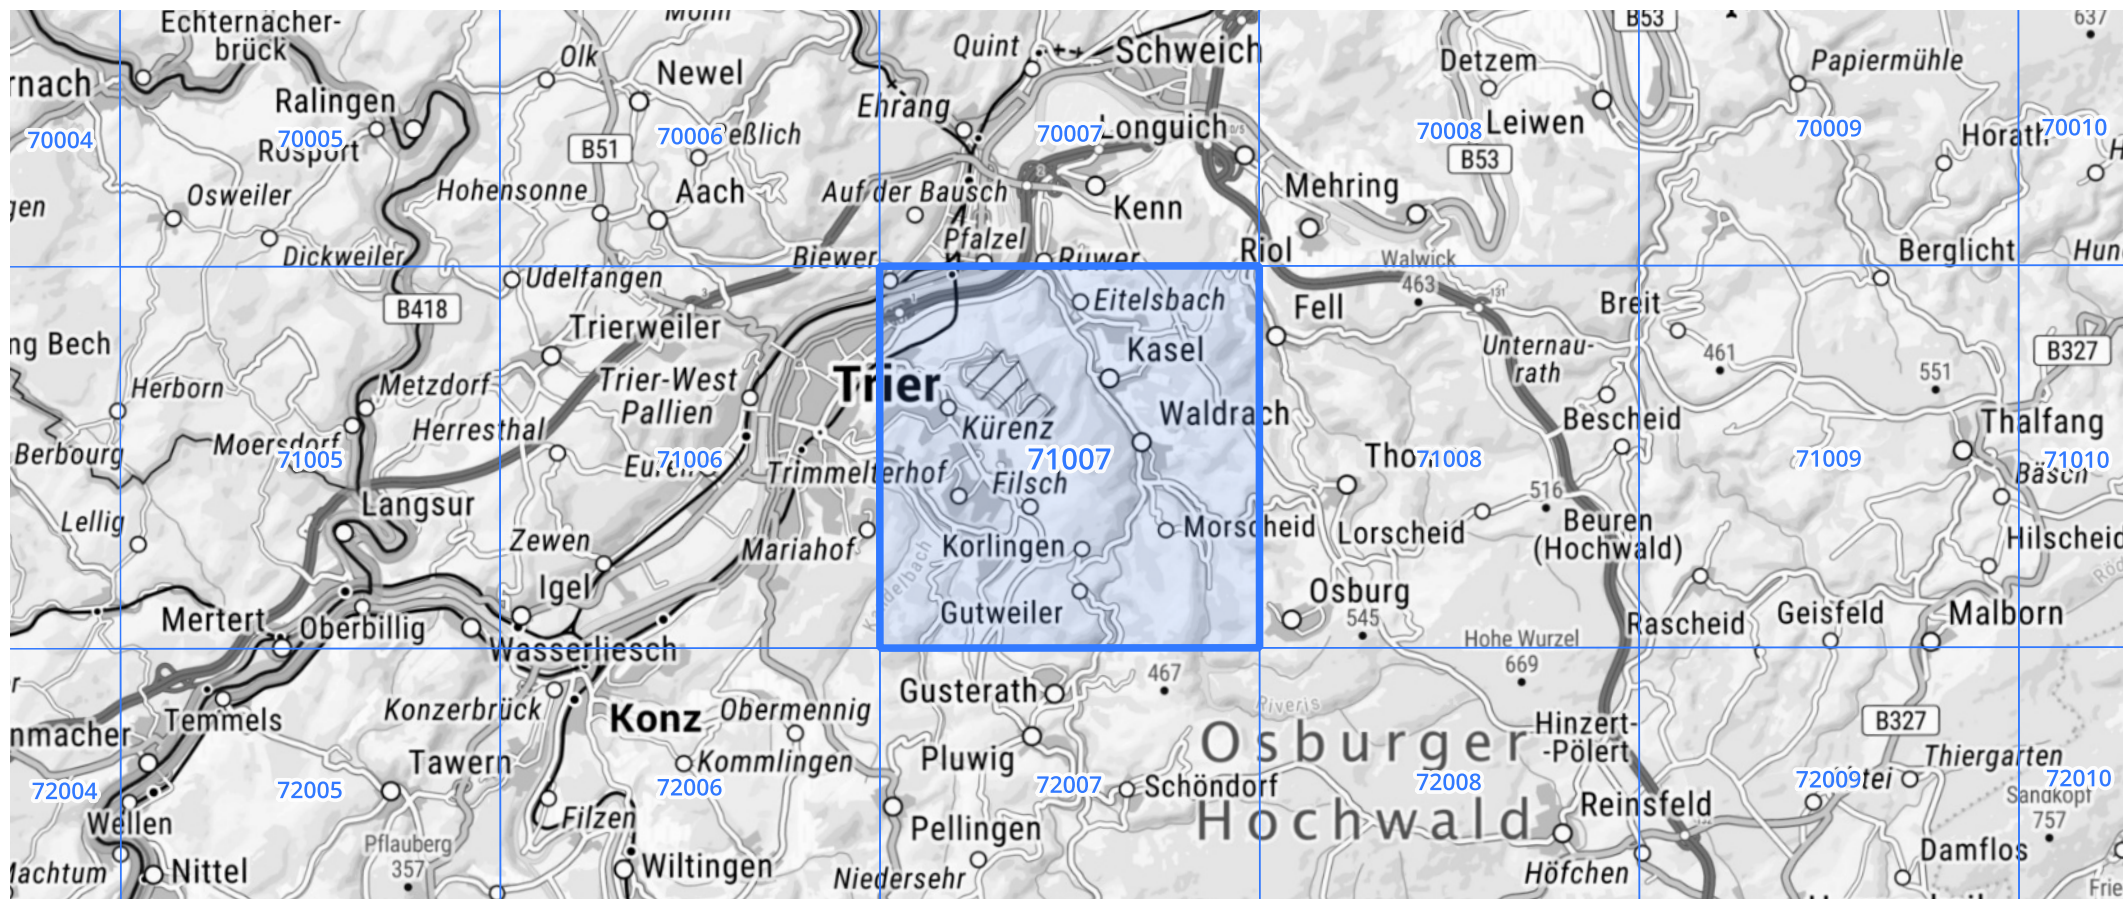 Echternacher-
brück
Olk
Newel
Quint
Schweich
Detzem
B53
637
Papiermühle
Ralingen
Ehrang
Longuich
Leiwen
Horath
70004
70005
70006
70007
70008
70009
70010
Rosport
B51
B53
Osweiler
Hohensonne
Aach
Auf der Bausch
Kenn
Mehring
Dickweiler
Pfalzel
Biewer
Ruwer
Riol
Walwick
463
Berglicht
Udelfangen
B418
Eitelsbach
Fell
Breit
Trierweiler
Kasel
Unternau-
rath
461
B327
551
Herborn
Metzdorf
Trier-West
Pallien
Trier
Waldrach
Bescheid
Thalfang
Moersdorf
Herresthal
Kürenz
Berbourg
71005
Euren
71006
Trimmelterhof
71007
71008
71009
71010
Filsch
Bäsch
516
Langsur
Lellig
Zewen
Mariahof
Korlingen
Morscheid
Lorscheid
Beuren
(Hochwald)
Hilscheid
Igel
Osburg
545
Mertert
Oberbillig
Gutweiler
Rascheid
Geisfeld
Malborn
Wasserliesch
Hohe Wurzel
669
467
Gusterath
Riveris
Temmels
Konzerbrück
Konz
Obermennig
Osburger
Hochwald
Hinzert-
-Pölert
B327
Tawern
Kommlingen
Pluwig
Schöndorf
Thiergarten
72004
72005
72006
72007
72008
72009
72010
Sandkopf
757
Wellen
Filzen
Pellingen
Reinsfeld
Pflauberg
357
Damflos
Nittel
Wiltingen
Niedersehr
Höfchen